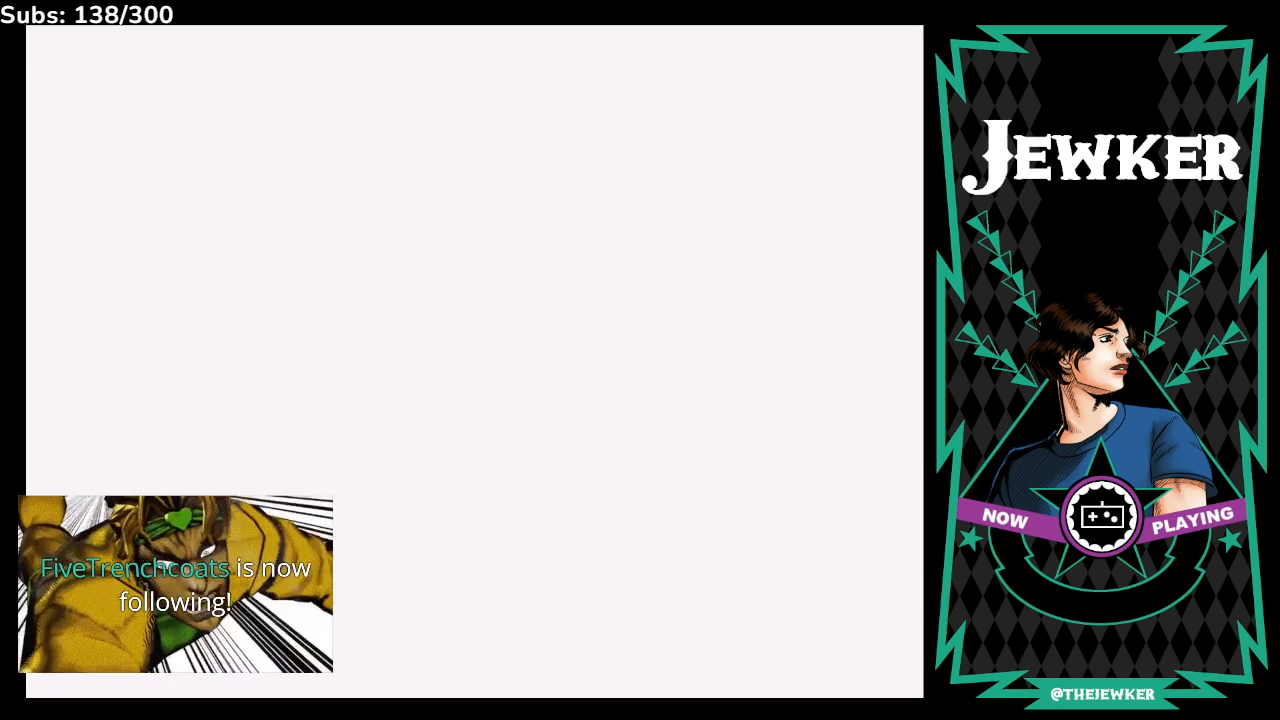 Subs: 138/300
JEWKER
FiveTrenchcoats is now
following!
NOW PLAYING
@THEJEWKER